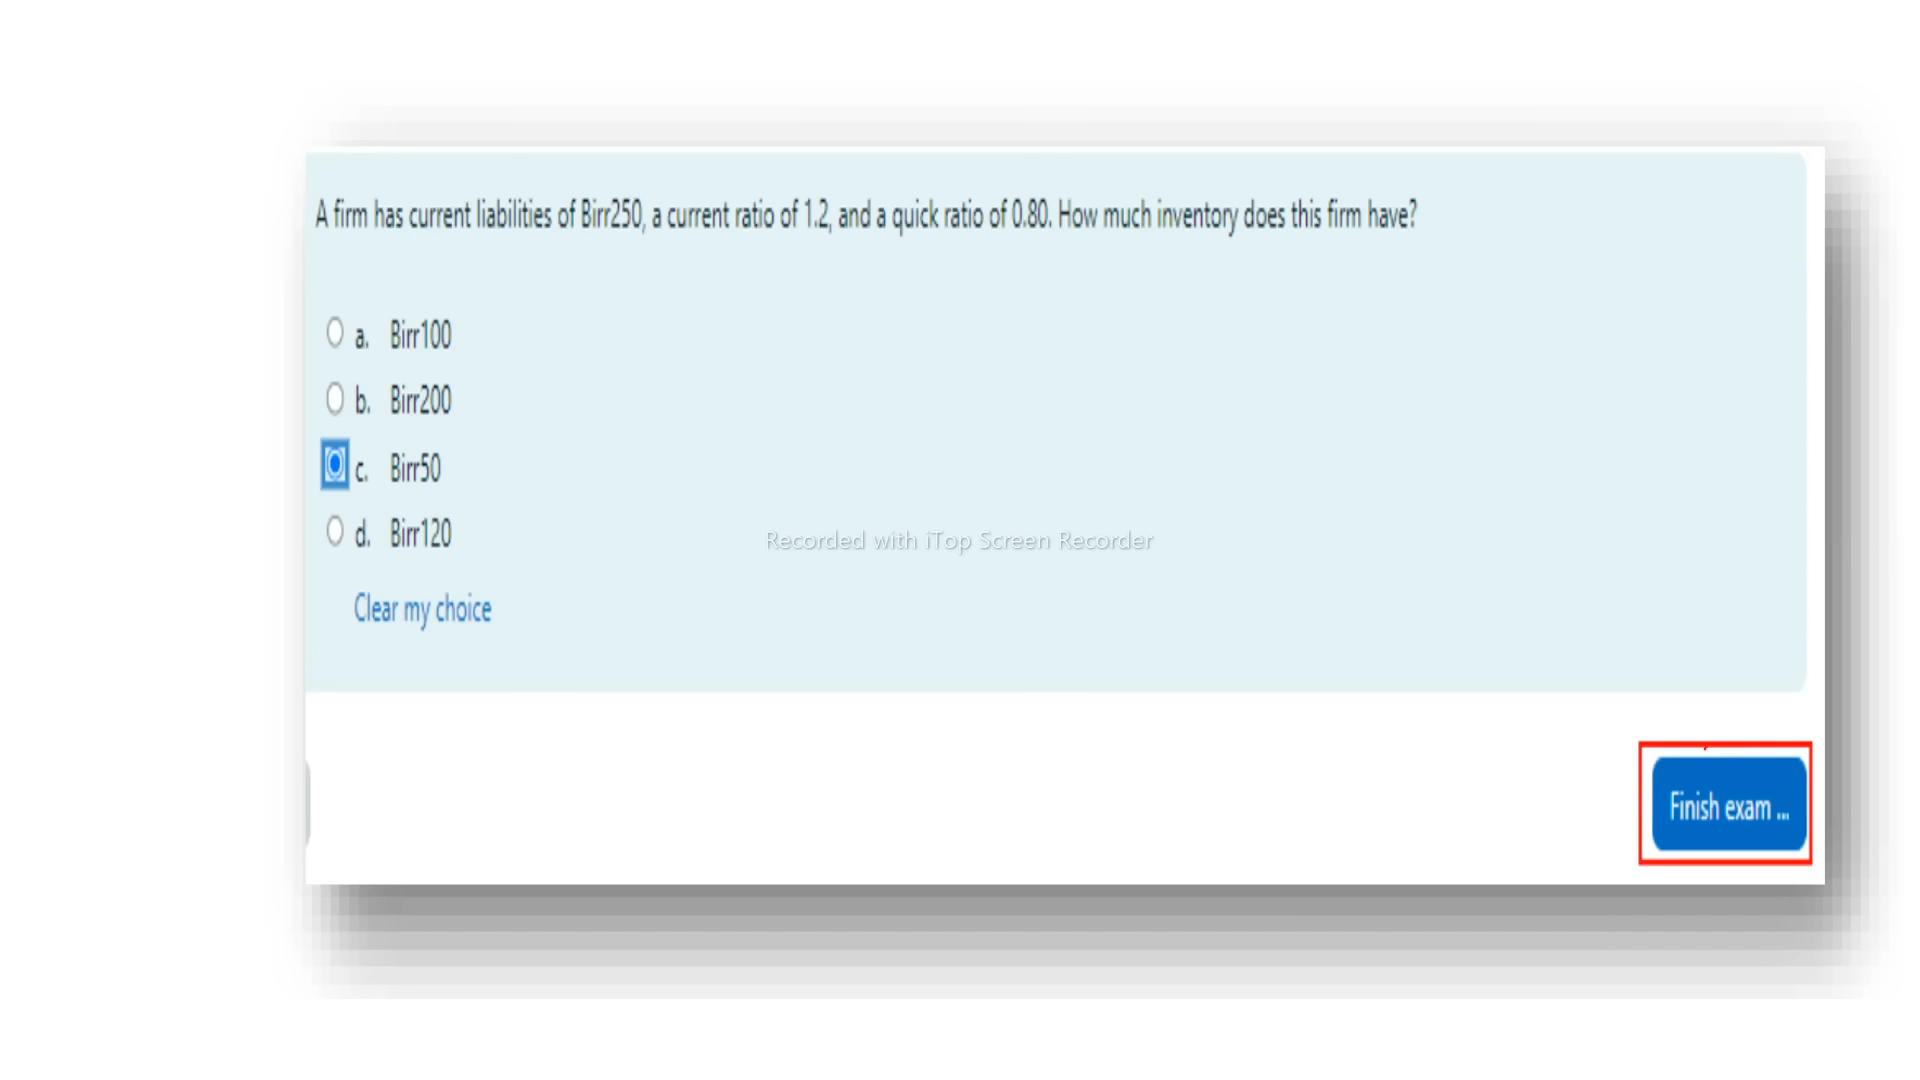 A firm has current liabilities of Birr250, a current ratio of 1.2, and a quick ratio of 0.80. How much inventory does this firm have?
a. Birr100
b. Birr200
c. Birr50
d. Birr120
Recorded with iTop Screen Recorder
Clear my choice
Finish exam ...